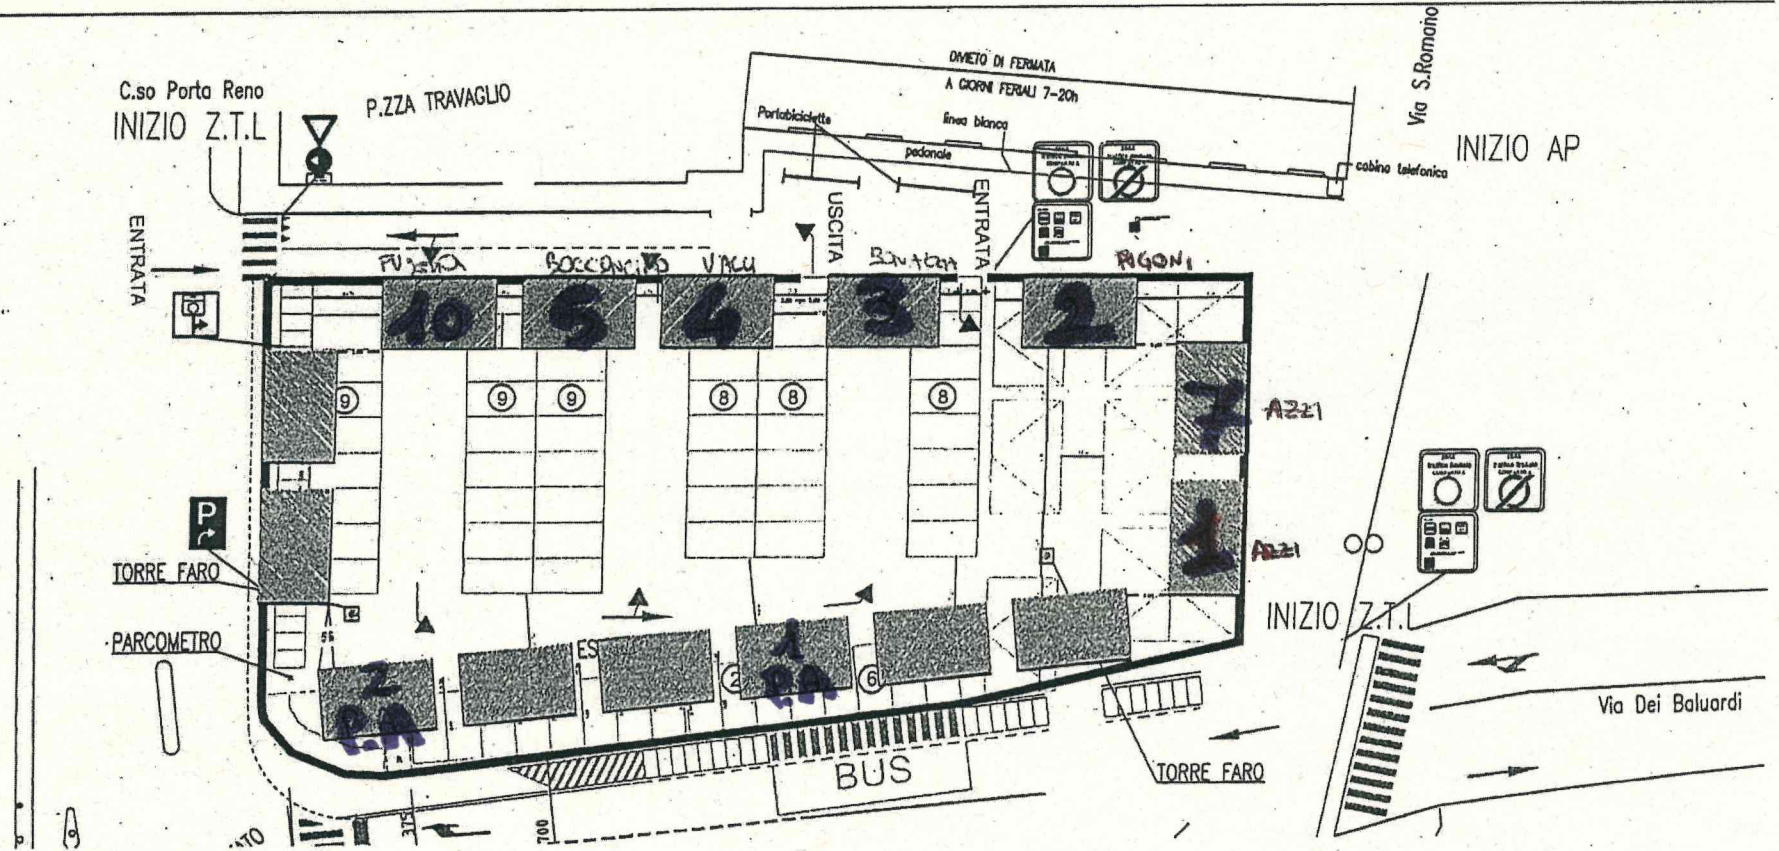 C.so Porta Reno
INIZIO Z.T.L
P.ZZA TRAVAGLIO
DIVIETO DI FERMATA
A GIORNI FERIALI 7-20h
Portabiciclette
linea bianca
pedonale
cabina telefonica
Via S.Romano
INIZIO AP
ENTRATA
USCITA
ENTRATA
VALU
RIGONI
10
5
4
3
2
9
9
9
8
8
8
7
AZZI
1
AZZI
P
TORRE FARO
PARCOMETRO
ES
2
P.A
1
P.A
2
6
INIZIO Z.T.L
Via Dei Baluardi
BUS
TORRE FARO
375
700